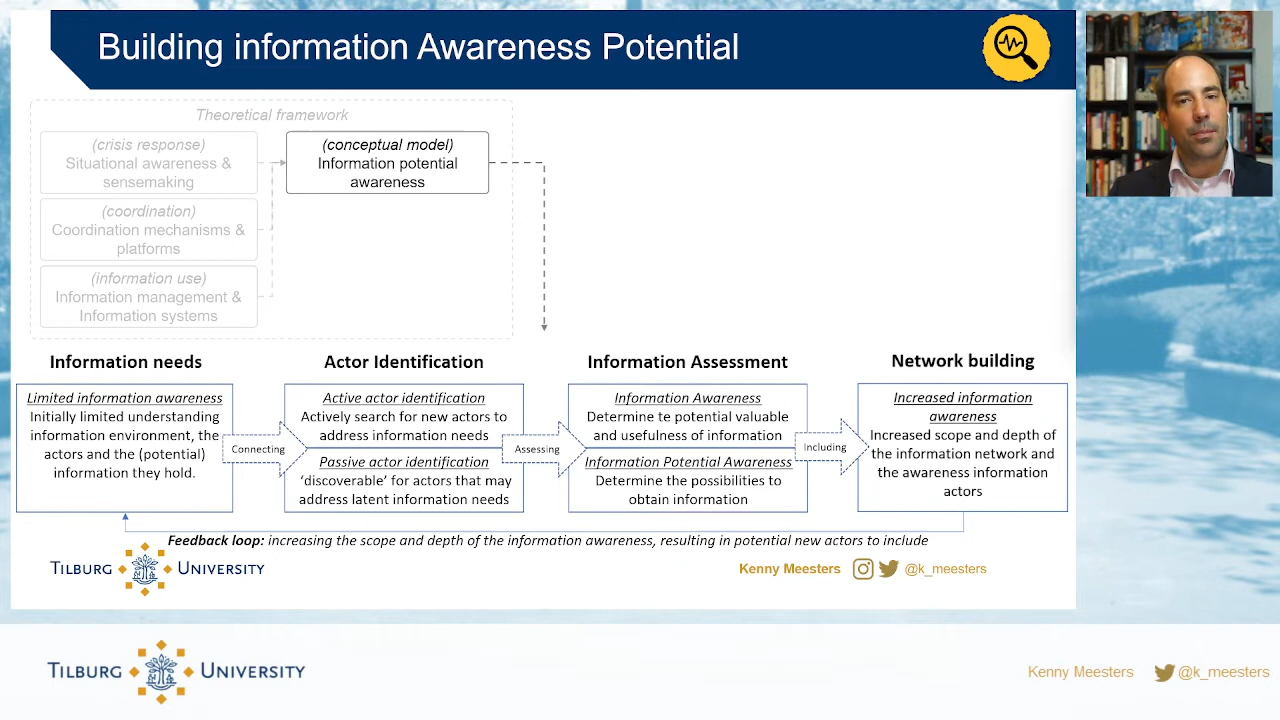 Building information Awareness Potential
Theoretical framework
(crisis response)
Situational awareness &
sensemaking
(coordination)
Coordination mechanisms &
platforms
(information use)
Information management &
Information systems
(conceptual model)
Information potential
awareness
Information needs
Limited information awareness
Initially limited understanding
information environment, the
actors and the (potential)
information they hold.
Connecting
Actor Identification
Active actor identification
Actively search for new actors to
address information needs
Passive actor identification
‘discoverable’ for actors that may
address latent information needs
Assessing
Information Assessment
Information Awareness
Determine te potential valuable
and usefulness of information
Information Potential Awareness
Determine the possibilities to
obtain information
Including
Network building
Increased information
awareness
Increased scope and depth of
the information network and
the awareness information
actors
Feedback loop: increasing the scope and depth of the information awareness, resulting in potential new actors to include
TILBURG UNIVERSITY
Kenny Meesters @k_meesters
TILBURG UNIVERSITY
Kenny Meesters @k_meesters